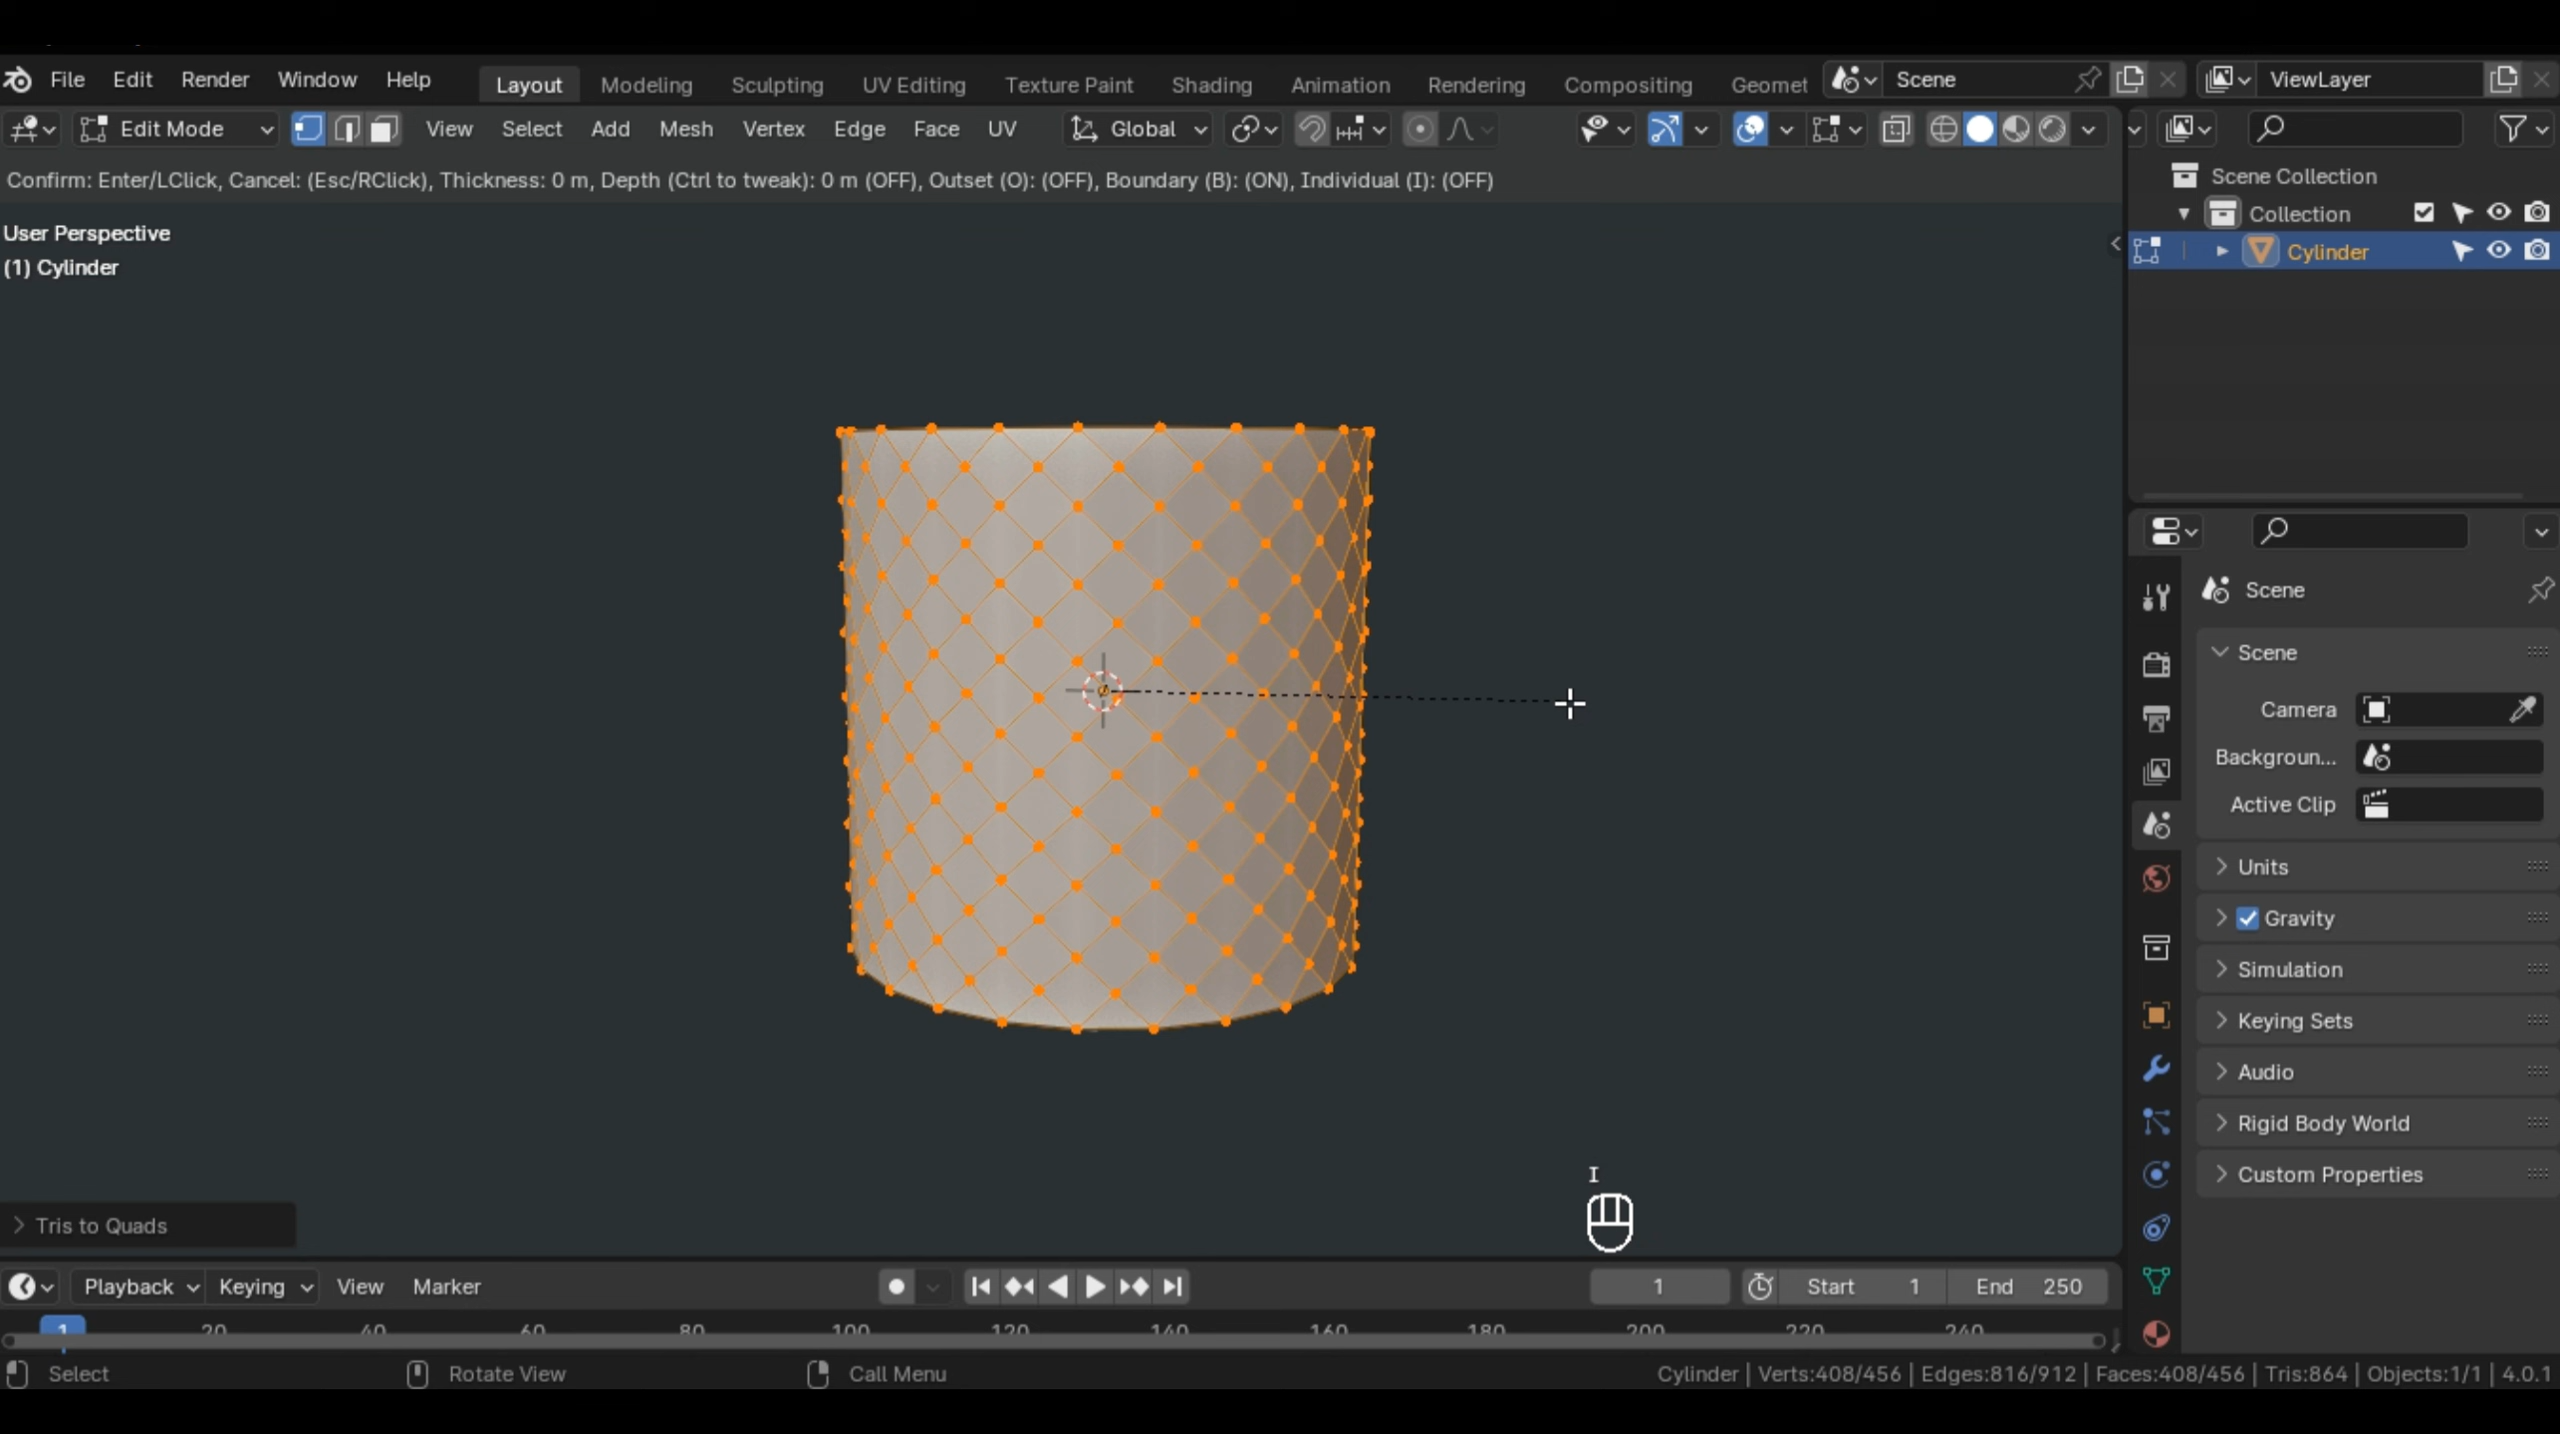 File Edit Render Window Help Layout Modeling Sculpting UV Editing Texture Paint Shading Animation Rendering Compositing Geomet Scene ViewLayer
Edit Mode View Select Add Mesh Vertex Edge Face UV Global
Confirm: Enter/LClick, Cancel: (Esc/RClick), Thickness: 0 m, Depth (Ctrl to tweak): 0 m (OFF), Outset (O): (OFF), Boundary (B): (ON), Individual (I): (OFF)
Scene Collection
Collection
Cylinder
User Perspective
(1) Cylinder
Scene
Scene
Camera
Backgroun...
Active Clip
Units
Gravity
Simulation
Keying Sets
Audio
Rigid Body World
Custom Properties
I
Tris to Quads
Playback Keying View Marker 1 Start 1 End 250
1 20 40 60 80 100 120 140 160 180 200 220 240
Select Rotate View Call Menu Cylinder | Verts:408/456 | Edges:816/912 | Faces:408/456 | Tris:864 | Objects:1/1 | 4.0.1